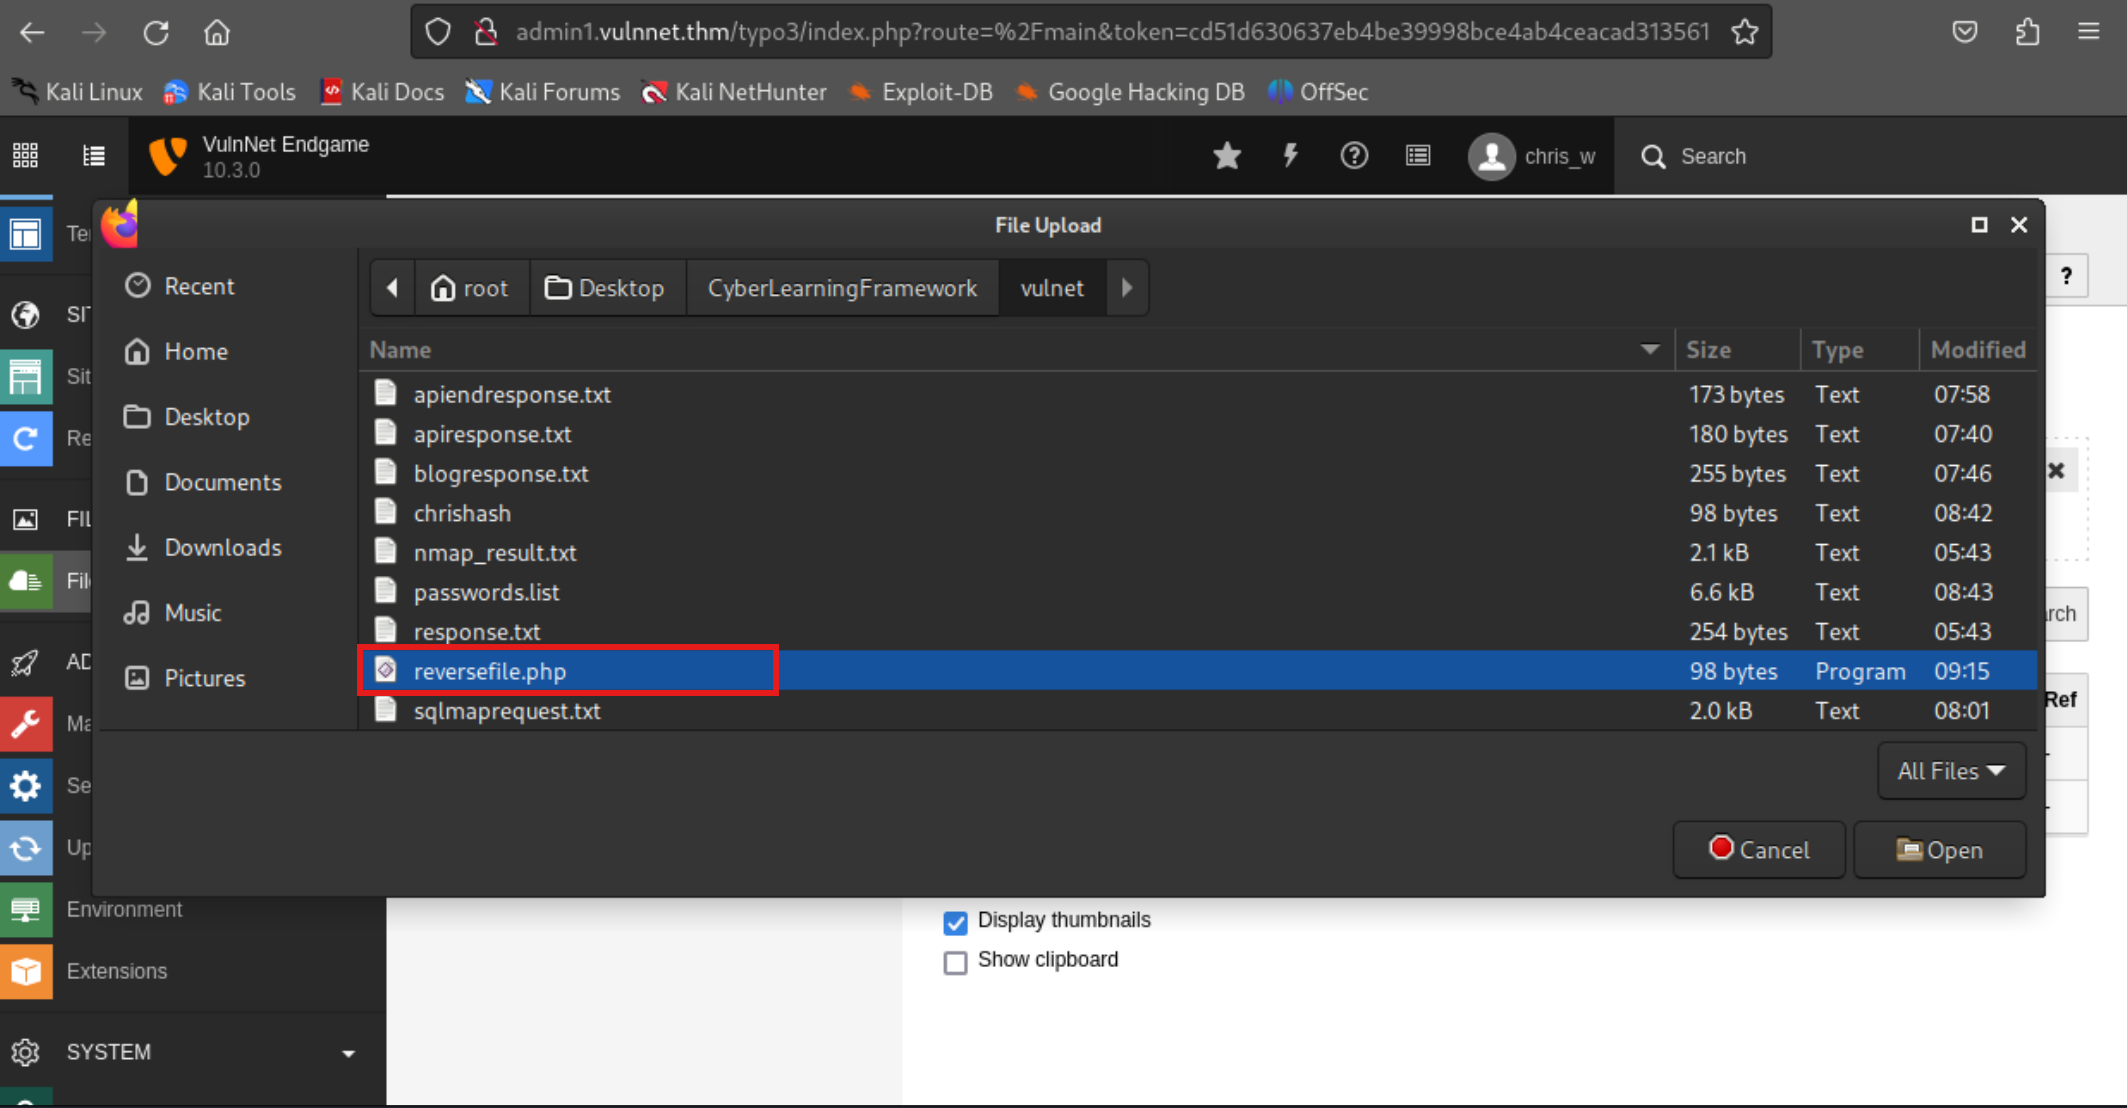 admin1.vulnnet.thm/typo3/index.php?route=%2Fmain&token=cd51d630637eb4be39998bce4ab4ceacad313561
Kali Linux Kali Tools Kali Docs Kali Forums Kali NetHunter Exploit-DB Google Hacking DB OffSec
VulnNet Endgame
10.3.0
chris_w Search
File Upload
Te
Recent
root Desktop CyberLearningFramework vulnet
?
SI
Home
Name Size Type Modified
Sit
apiendresponse.txt 173 bytes Text 07:58
Desktop
apiresponse.txt 180 bytes Text 07:40
Re
blogresponse.txt 255 bytes Text 07:46
Documents
chrishash 98 bytes Text 08:42
FIL
Downloads
nmap_result.txt 2.1 kB Text 05:43
Fil
passwords.list 6.6 kB Text 08:43
Music
rch
response.txt 254 bytes Text 05:43
AD
reversefile.php 98 bytes Program 09:15
Pictures
Ref
sqlmaprequest.txt 2.0 kB Text 08:01
Ma
All Files
Se
Up
Cancel Open
Environment
Display thumbnails
Show clipboard
Extensions
SYSTEM